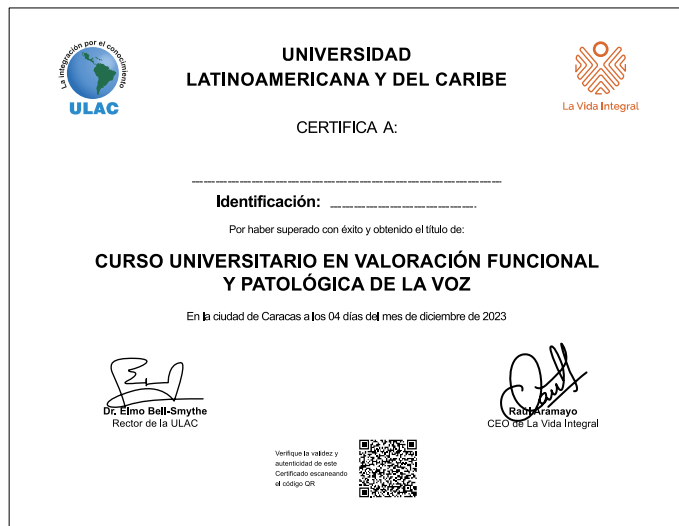 La integración por el conocimiento
ULAC
UNIVERSIDAD
LATINOAMERICANA Y DEL CARIBE
La Vida Integral
CERTIFICA A:
Identificación:
Por haber superado con éxito y obtenido el título de:
CURSO UNIVERSITARIO EN VALORACIÓN FUNCIONAL
Y PATOLÓGICA DE LA VOZ
En la ciudad de Caracas a los 04 días del mes de diciembre de 2023
Dr. Elmo Bell-Smythe
Rector de la ULAC
Raúl Aramayo
CEO de La Vida Integral
Verifique la validez y
autenticidad de este
Certificado escaneando
el código QR